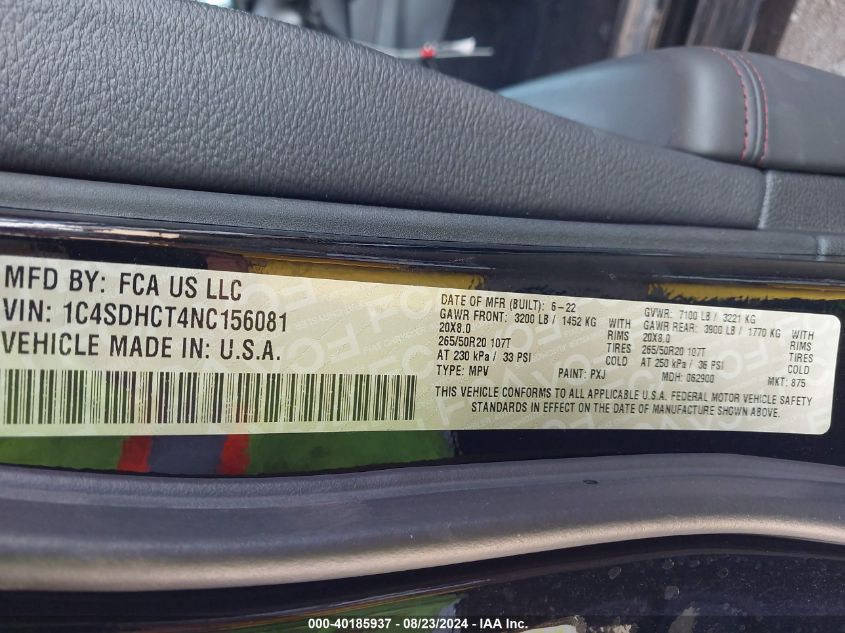 MFD BY: FCA US LLC
VIN: 1C4SDHCT4NC156081
VEHICLE MADE IN: U.S.A.
DATE OF MFR (BUILT): 6-22 GVWR: 7100 LB / 3221 KG
GAWR FRONT: 3200 LB / 1452 KG WITH GAWR REAR: 3900 LB / 1770 KG WITH
20X8.0 RIMS 20X8.0 RIMS
265/50R20 107T TIRES 265/50R20 107T TIRES
AT 230 kPa / 33 PSI COLD AT 250 kPa / 36 PSI COLD
TYPE: MPV PAINT: PXJ MDH: 062900 MKT: 875
THIS VEHICLE CONFORMS TO ALL APPLICABLE U.S.A. FEDERAL MOTOR VEHICLE SAFETY
STANDARDS IN EFFECT ON THE DATE OF MANUFACTURE SHOWN ABOVE.
000-40185937 - 08/23/2024 - IAA Inc.